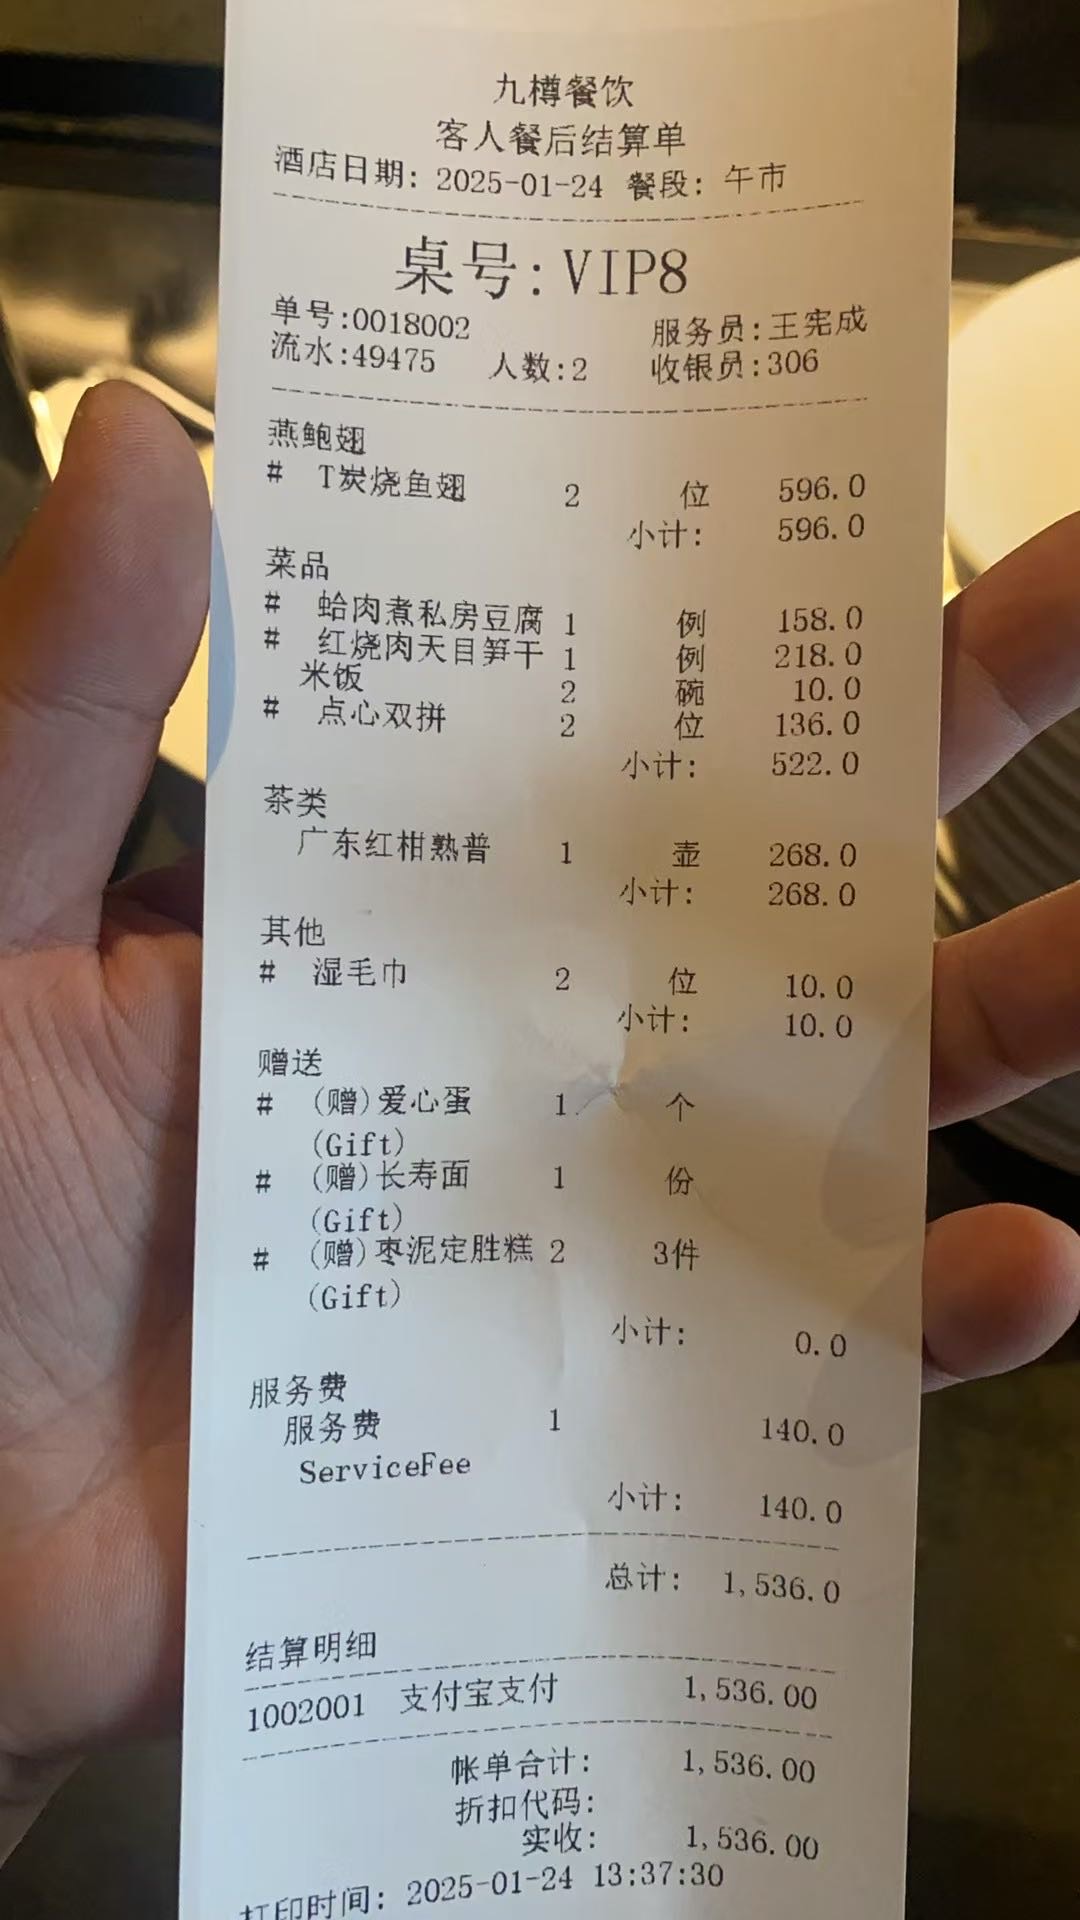 九樽餐饮
客人餐后结算单
酒店日期: 2025-01-24 餐段: 午市
桌号: VIP8
单号:0018002 服务员:王宪成
流水:49475 人数:2 收银员:306
燕鲍翅
# T炭烧鱼翅 2 位 596.0
小计: 596.0
菜品
# 蛤肉煮私房豆腐 1 例 158.0
# 红烧肉天目笋干 1 例 218.0
米饭 2 碗 10.0
# 点心双拼 2 位 136.0
小计: 522.0
茶类
广东红柑熟普 1 壶 268.0
小计: 268.0
其他
# 湿毛巾 2 位 10.0
小计: 10.0
赠送
# (赠)爱心蛋 1 个
(Gift)
# (赠)长寿面 1 份
(Gift)
# (赠)枣泥定胜糕 2 3件
(Gift)
小计: 0.0
服务费
服务费 1 140.0
ServiceFee
小计: 140.0
总计: 1,536.0
结算明细
1002001 支付宝支付 1,536.00
帐单合计: 1,536.00
折扣代码:
实收: 1,536.00
打印时间: 2025-01-24 13:37:30